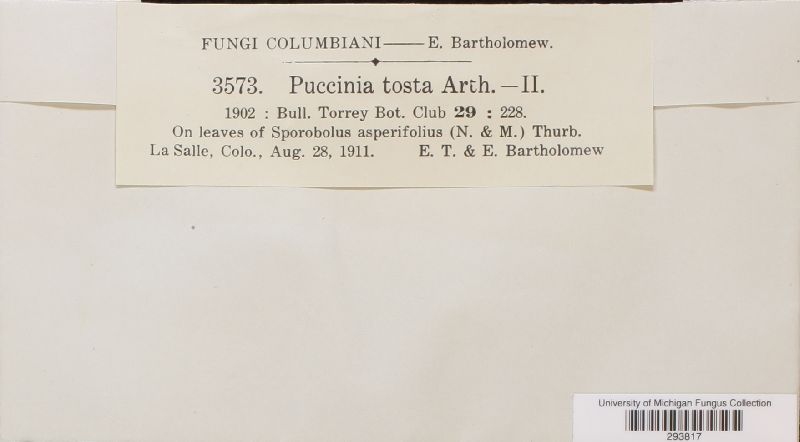 FUNGI COLUMBIANI—E. Bartholomew.
3573. Puccinia tosta Arth.—II.
1902 : Bull. Torrey Bot. Club 29 : 228.
On leaves of Sporobolus asperifolius (N. & M.) Thurb.
La Salle, Colo., Aug. 28, 1911. E. T. & E. Bartholomew
University of Michigan Fungus Collection
293817